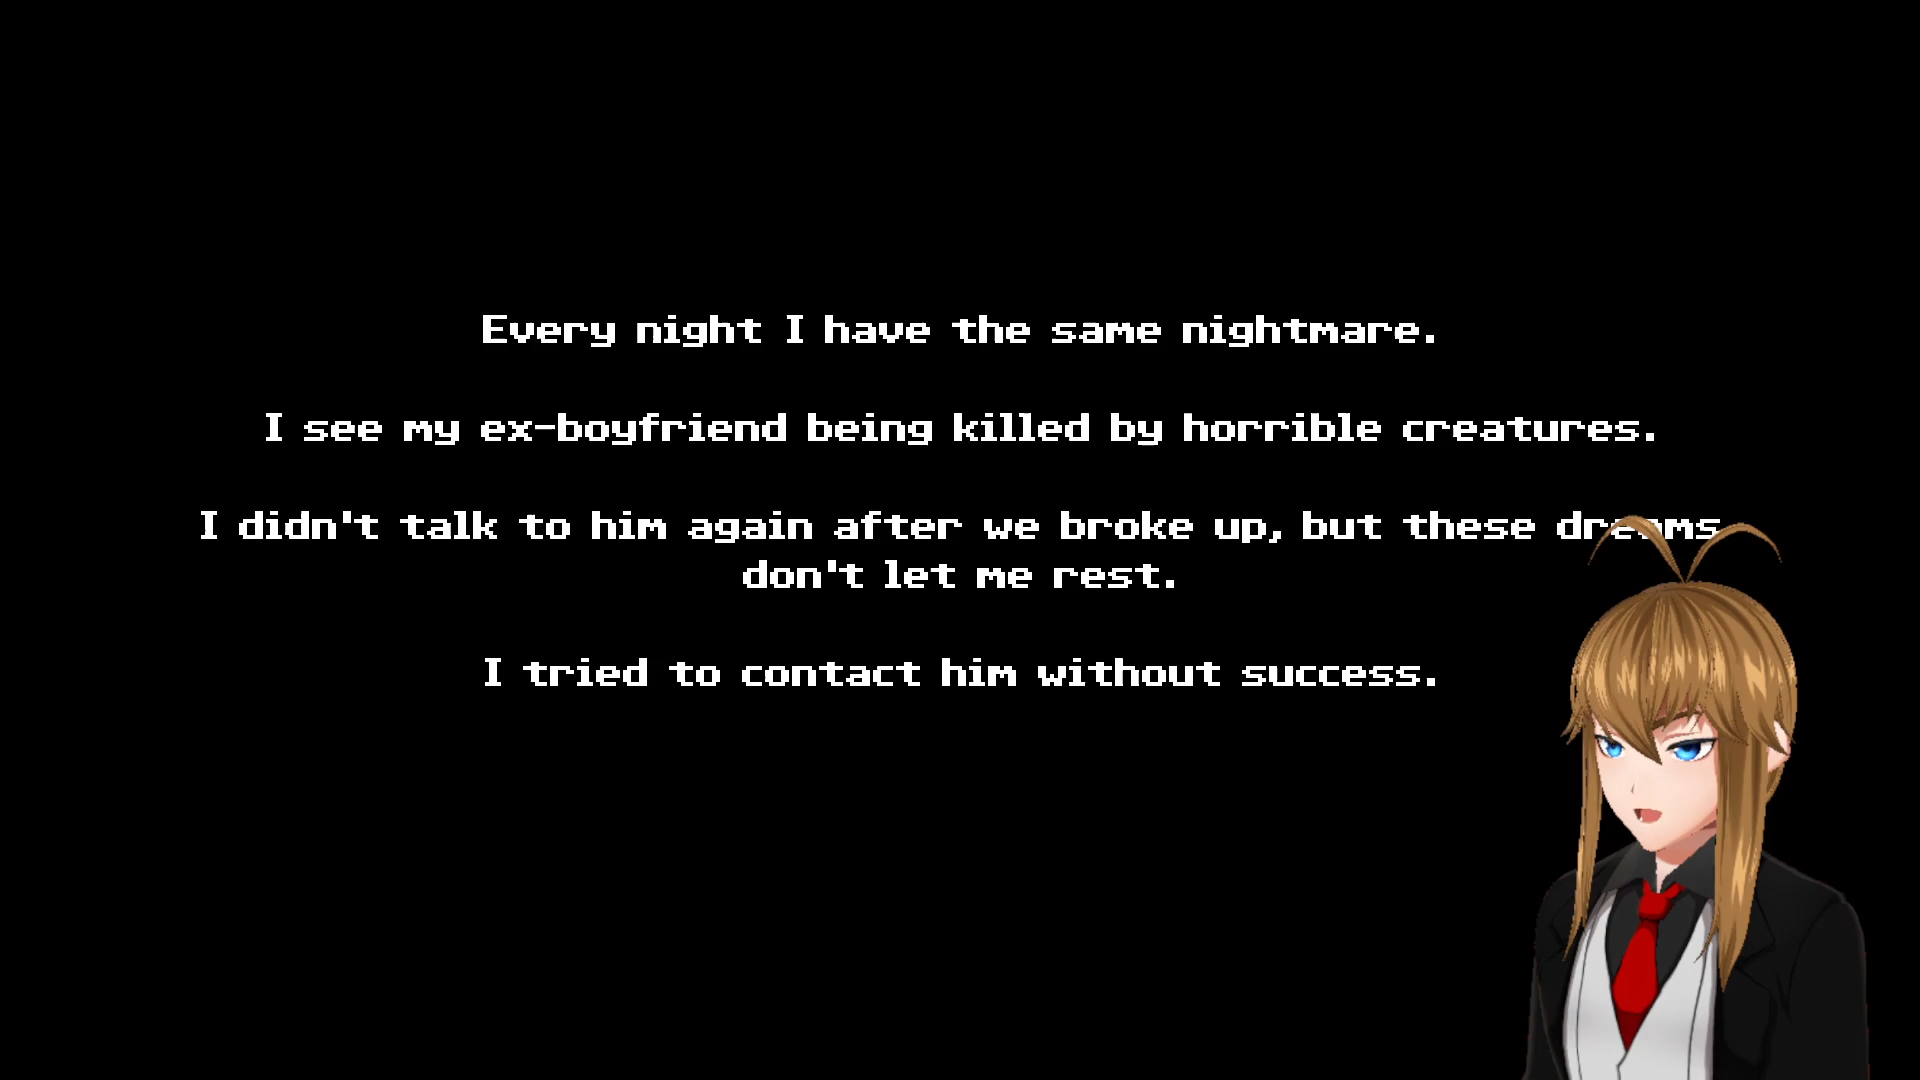 Every night I have the same nightmare.
I see my ex-boyfriend being killed by horrible creatures.
I didn't talk to him again after we broke up, but these dreams
don't let me rest.
I tried to contact him without success.